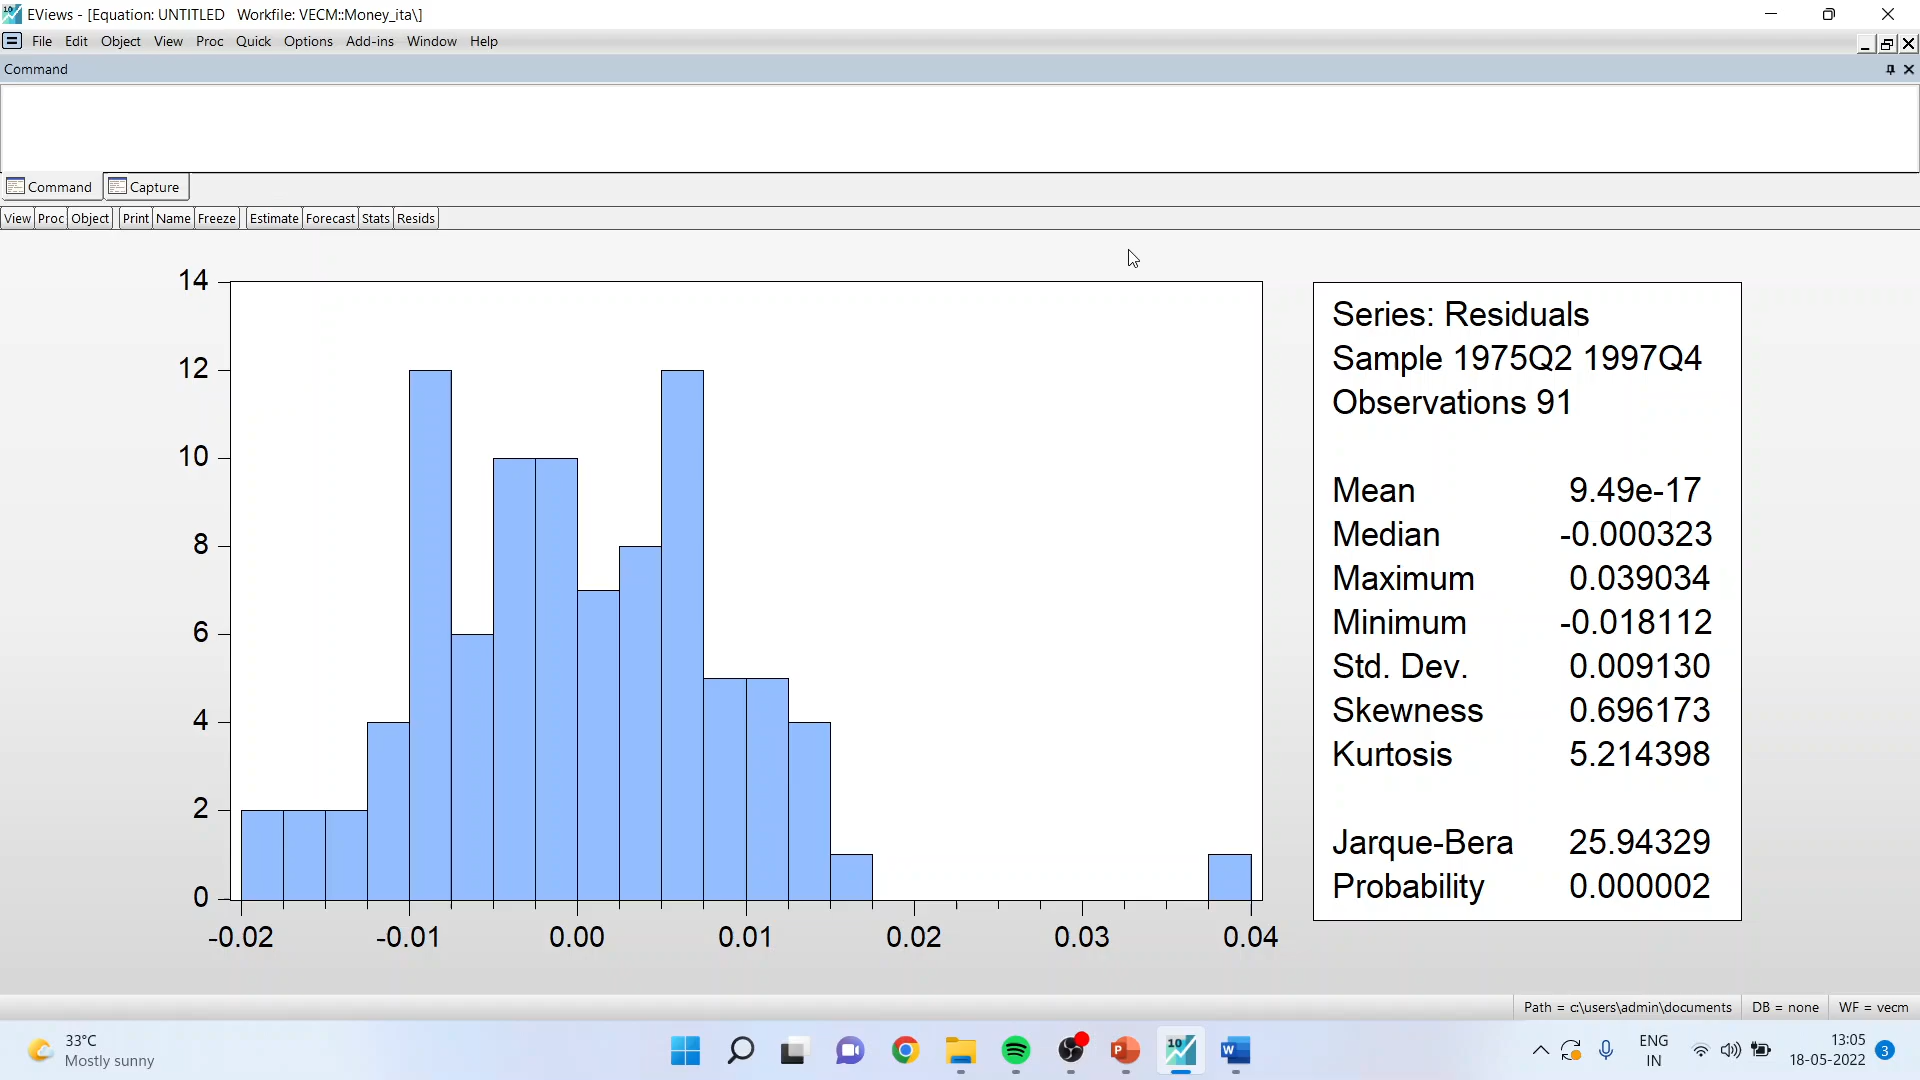 EViews - [Equation: UNTITLED   Workfile: VECM::Money_ita\]
File Edit Object View Proc Quick Options Add-ins Window Help
Command
Command Capture
View Proc Object Print Name Freeze Estimate Forecast Stats Resids
14
12
10
8
6
4
2
0
-0.02 -0.01 0.00 0.01 0.02 0.03 0.04
Series: Residuals
Sample 1975Q2 1997Q4
Observations 91
Mean 9.49e-17
Median -0.000323
Maximum 0.039034
Minimum -0.018112
Std. Dev. 0.009130
Skewness 0.696173
Kurtosis 5.214398
Jarque-Bera 25.94329
Probability 0.000002
Path = c:\users\admin\documents DB = none WF = vecm
33°C
Mostly sunny
10
W
ENG
IN
13:05
18-05-2022
3